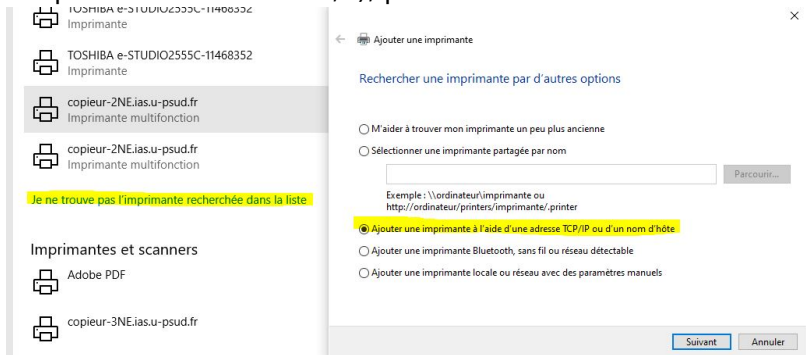 TOSHIBA e-STUDIO2555C-11468352
Imprimante
TOSHIBA e-STUDIO2555C-11468352
Imprimante
copieur-2NE.ias.u-psud.fr
Imprimante multifonction
copieur-2NE.ias.u-psud.fr
Imprimante multifonction
Je ne trouve pas l'imprimante recherchée dans la liste
Imprimantes et scanners
Adobe PDF
copieur-3NE.ias.u-psud.fr
Ajouter une imprimante
Rechercher une imprimante par d'autres options
M'aider à trouver mon imprimante un peu plus ancienne
Sélectionner une imprimante partagée par nom
Parcourir...
Exemple : \\ordinateur\imprimante ou
http://ordinateur/printers/imprimante/.printer
Ajouter une imprimante à l'aide d'une adresse TCP/IP ou d'un nom d'hôte
Ajouter une imprimante Bluetooth, sans fil ou réseau détectable
Ajouter une imprimante locale ou réseau avec des paramètres manuels
Suivant
Annuler